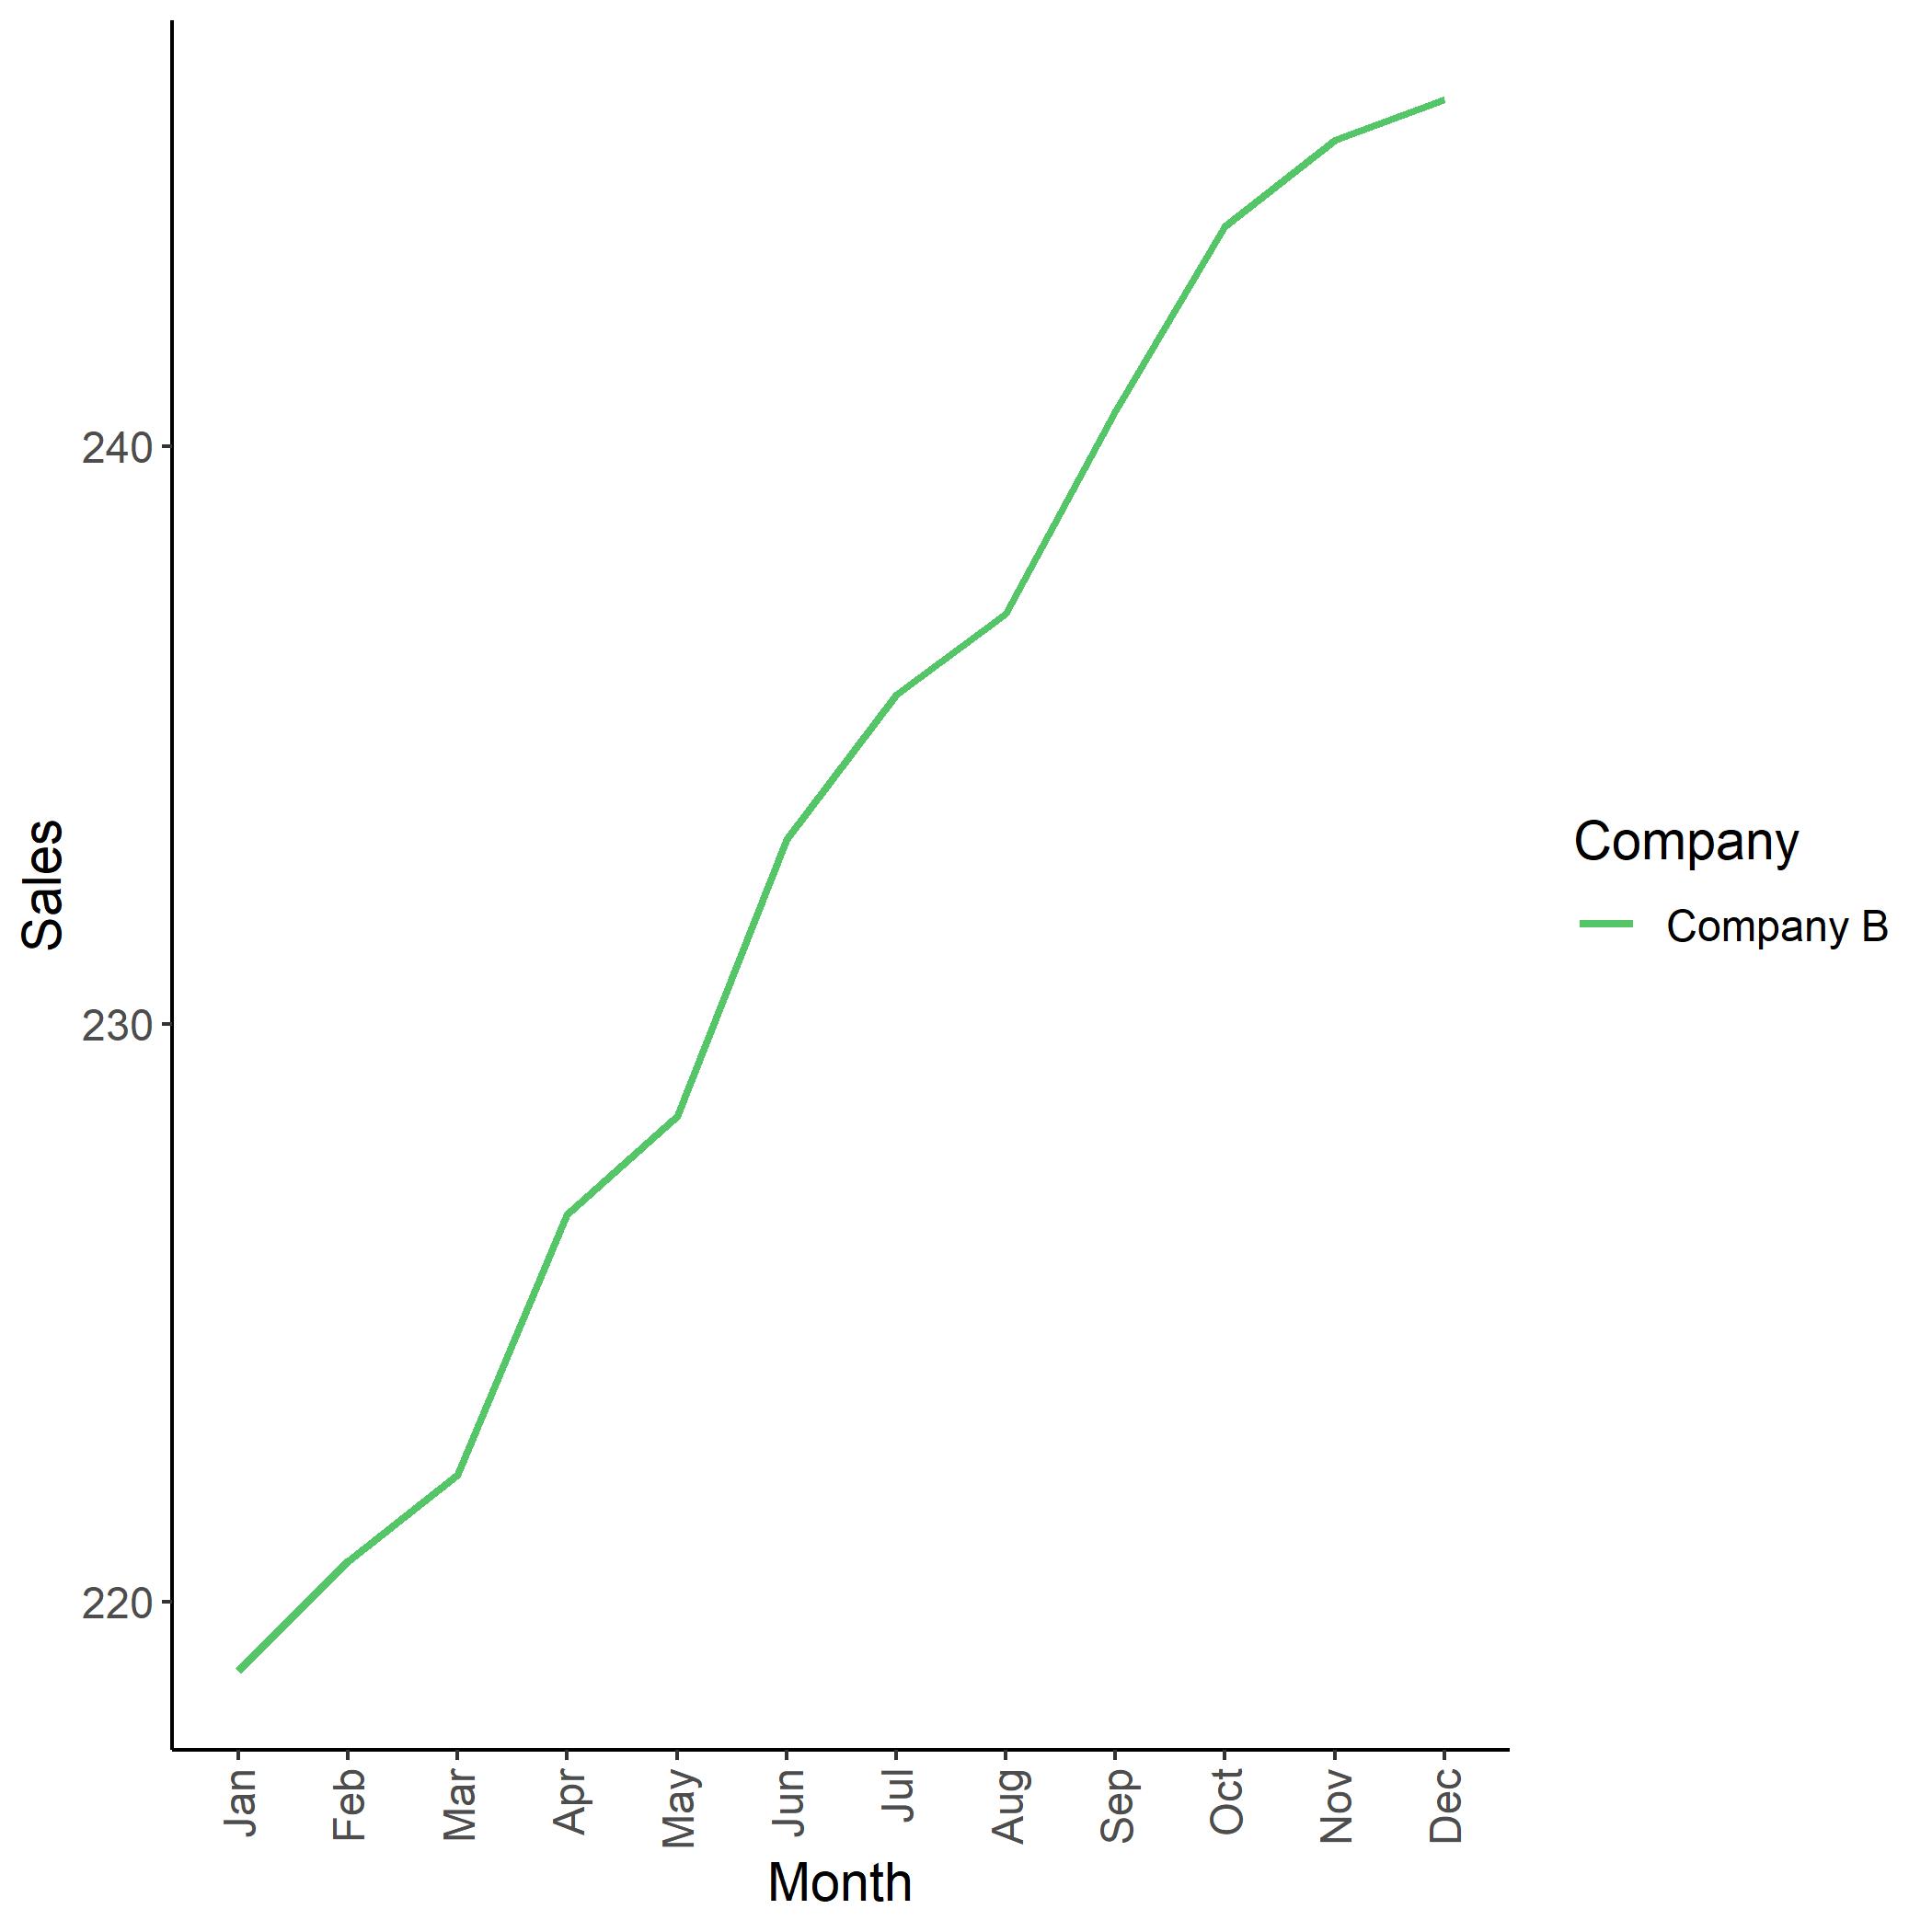 Sales
240
230
220
Jan
Feb
Mar
Apr
May
Jun
Jul
Aug
Sep
Oct
Nov
Dec
Month
Company
Company B